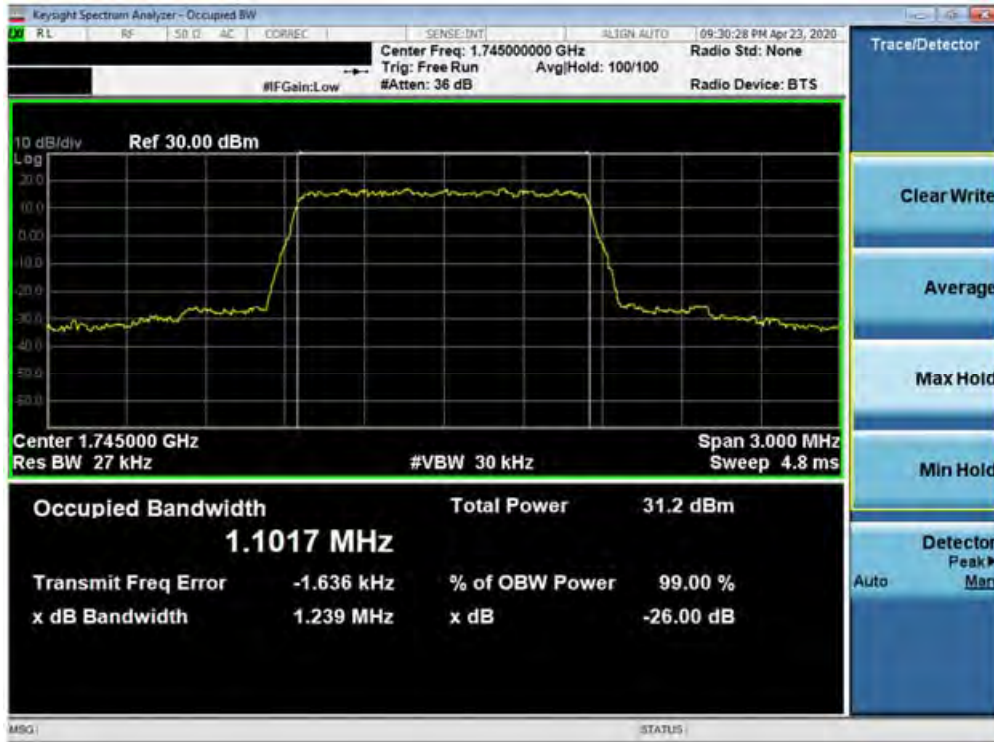 Keysight Spectrum Analyzer - Occupied BW
LXI RL RF 50 Ω AC CORREC SENSE:INT ALIGN AUTO 09:30:28 PM Apr 23, 2020
Center Freq: 1.745000000 GHz Radio Std: None
Trig: Free Run Avg|Hold: 100/100
#IFGain:Low #Atten: 36 dB Radio Device: BTS
Trace/Detector
10 dB/div Ref 30.00 dBm
Log
20.0
10.0
0.00
-10.0
-20.0
-30.0
-40.0
-50.0
-60.0
Center 1.745000 GHz Span 3.000 MHz
Res BW 27 kHz #VBW 30 kHz Sweep 4.8 ms
Clear Write
Average
Max Hold
Min Hold
Detector
Peak▶
Auto Man
Occupied Bandwidth Total Power 31.2 dBm
1.1017 MHz
Transmit Freq Error -1.636 kHz % of OBW Power 99.00 %
x dB Bandwidth 1.239 MHz x dB -26.00 dB
MSG STATUS